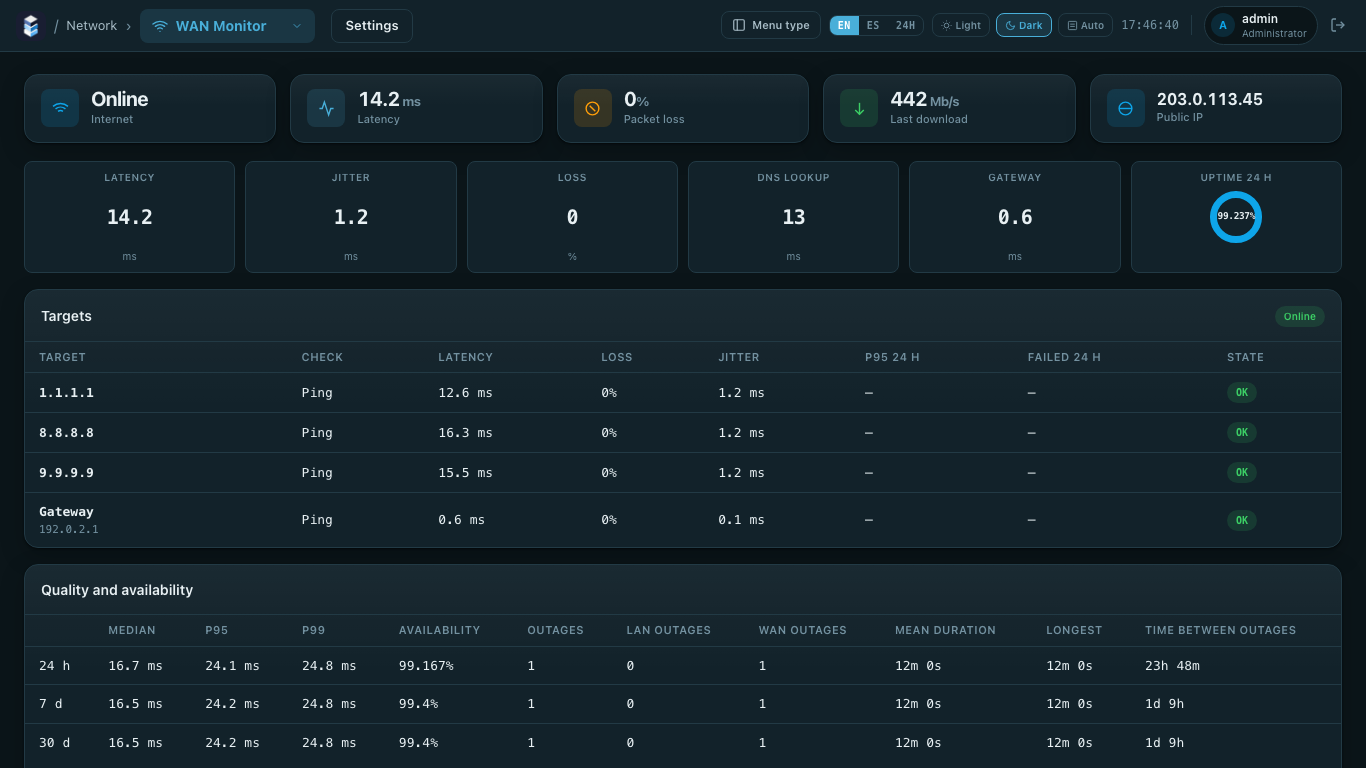 / Network › WAN Monitor Settings Menu type EN ES 24H Light Dark Auto 17:46:40 A admin
Administrator
Online
Internet
14.2 ms
Latency
0%
Packet loss
442 Mb/s
Last download
203.0.113.45
Public IP
LATENCY
14.2
ms
JITTER
1.2
ms
LOSS
0
%
DNS LOOKUP
13
ms
GATEWAY
0.6
ms
UPTIME 24 H
99.237%
Targets Online
TARGET CHECK LATENCY LOSS JITTER P95 24 H FAILED 24 H STATE
1.1.1.1 Ping 12.6 ms 0% 1.2 ms — — OK
8.8.8.8 Ping 16.3 ms 0% 1.2 ms — — OK
9.9.9.9 Ping 15.5 ms 0% 1.2 ms — — OK
Gateway Ping 0.6 ms 0% 0.1 ms — — OK
192.0.2.1
Quality and availability
MEDIAN P95 P99 AVAILABILITY OUTAGES LAN OUTAGES WAN OUTAGES MEAN DURATION LONGEST TIME BETWEEN OUTAGES
24 h 16.7 ms 24.1 ms 24.8 ms 99.167% 1 0 1 12m 0s 12m 0s 23h 48m
7 d 16.5 ms 24.2 ms 24.8 ms 99.4% 1 0 1 12m 0s 12m 0s 1d 9h
30 d 16.5 ms 24.2 ms 24.8 ms 99.4% 1 0 1 12m 0s 12m 0s 1d 9h